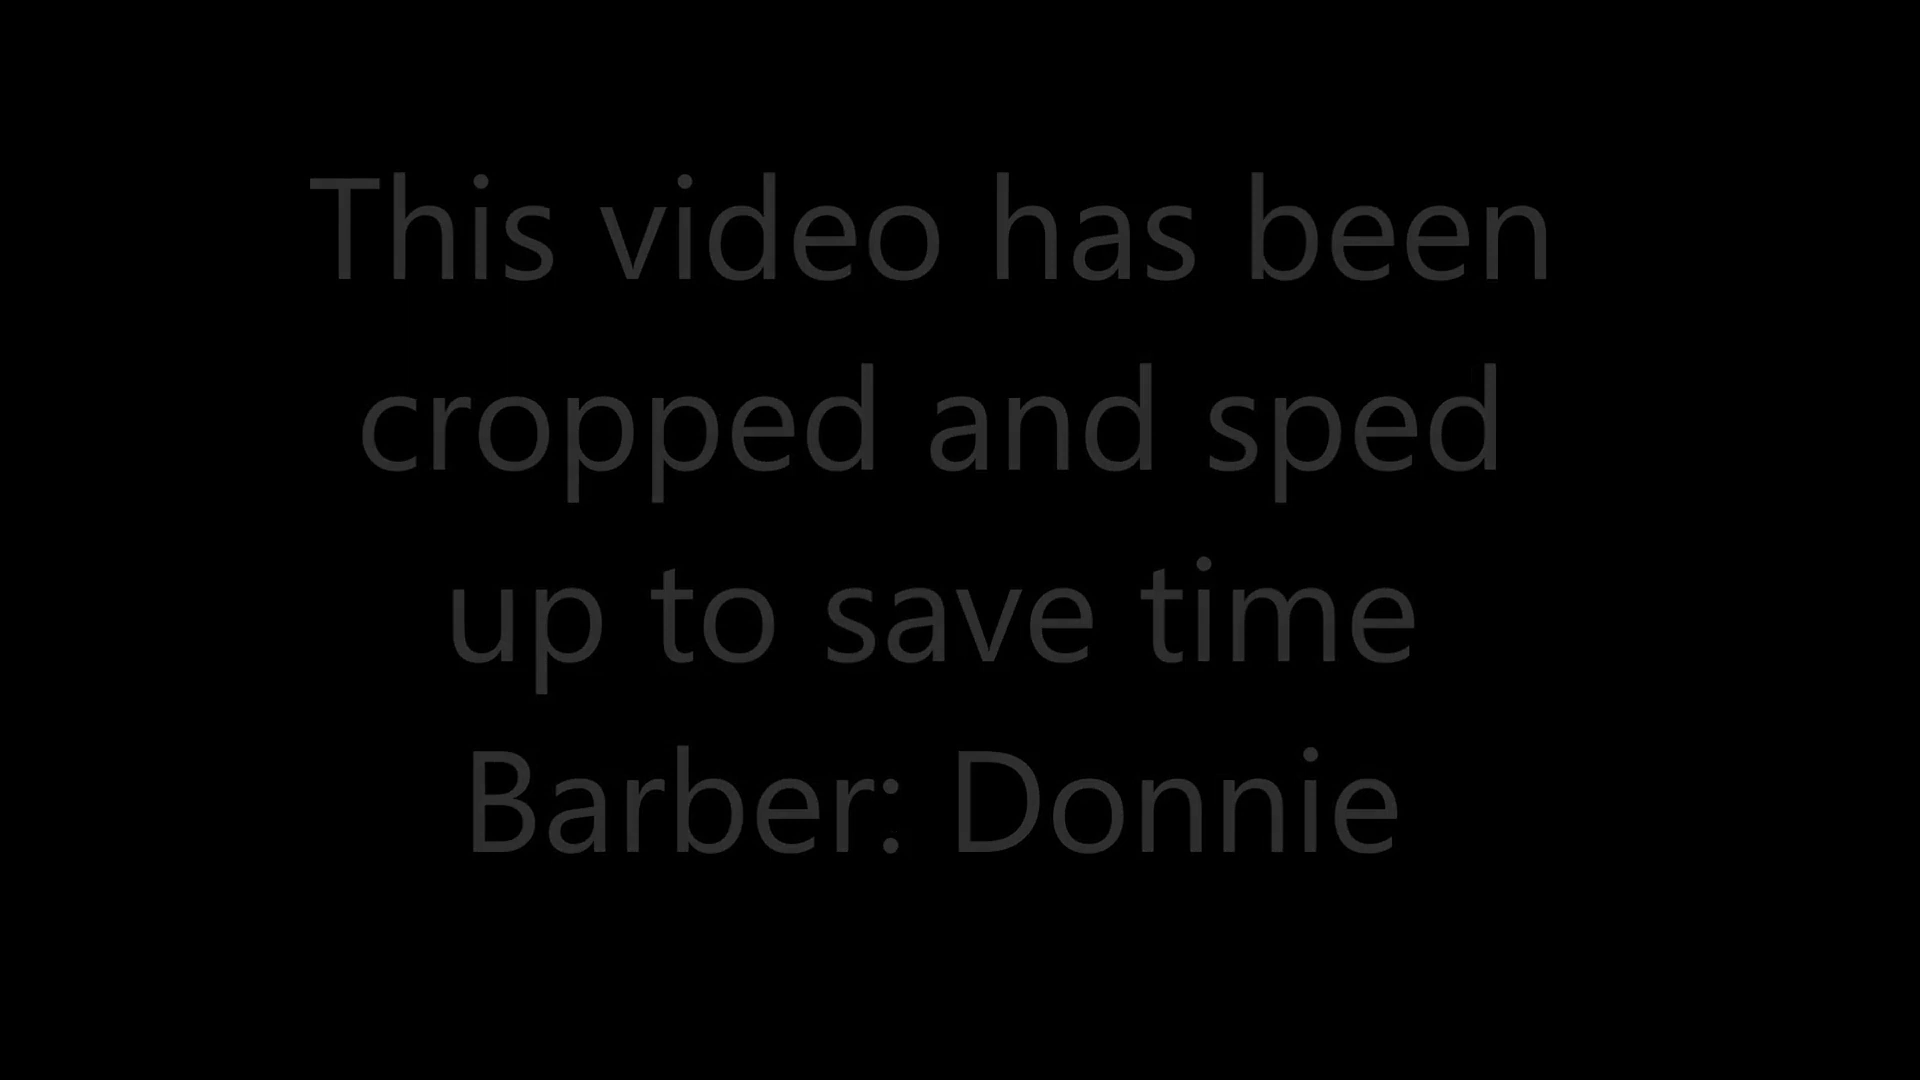 This video has been
cropped and sped
up to save time
Barber: Donnie